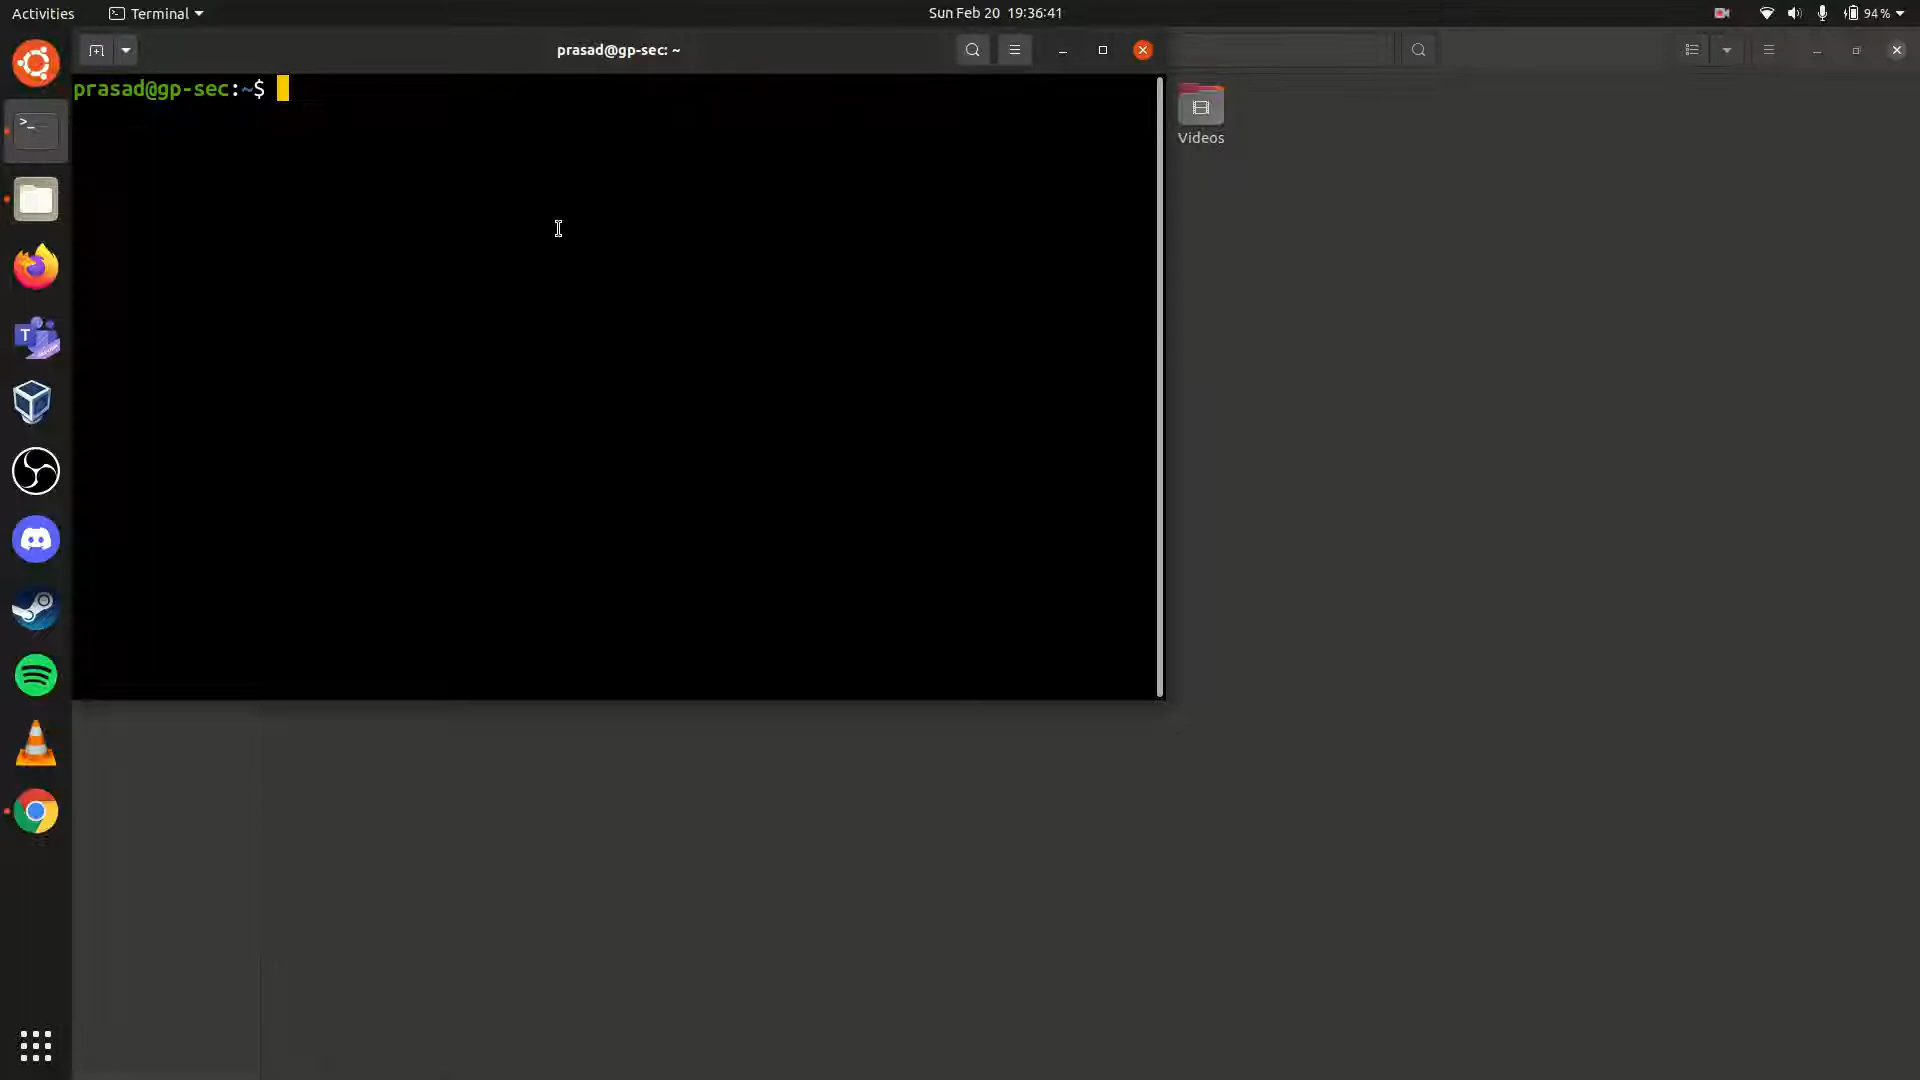 Activities
Terminal
Sun Feb 20 19:36:41
94 %
prasad@gp-sec: ~
prasad@gp-sec:~$
Videos